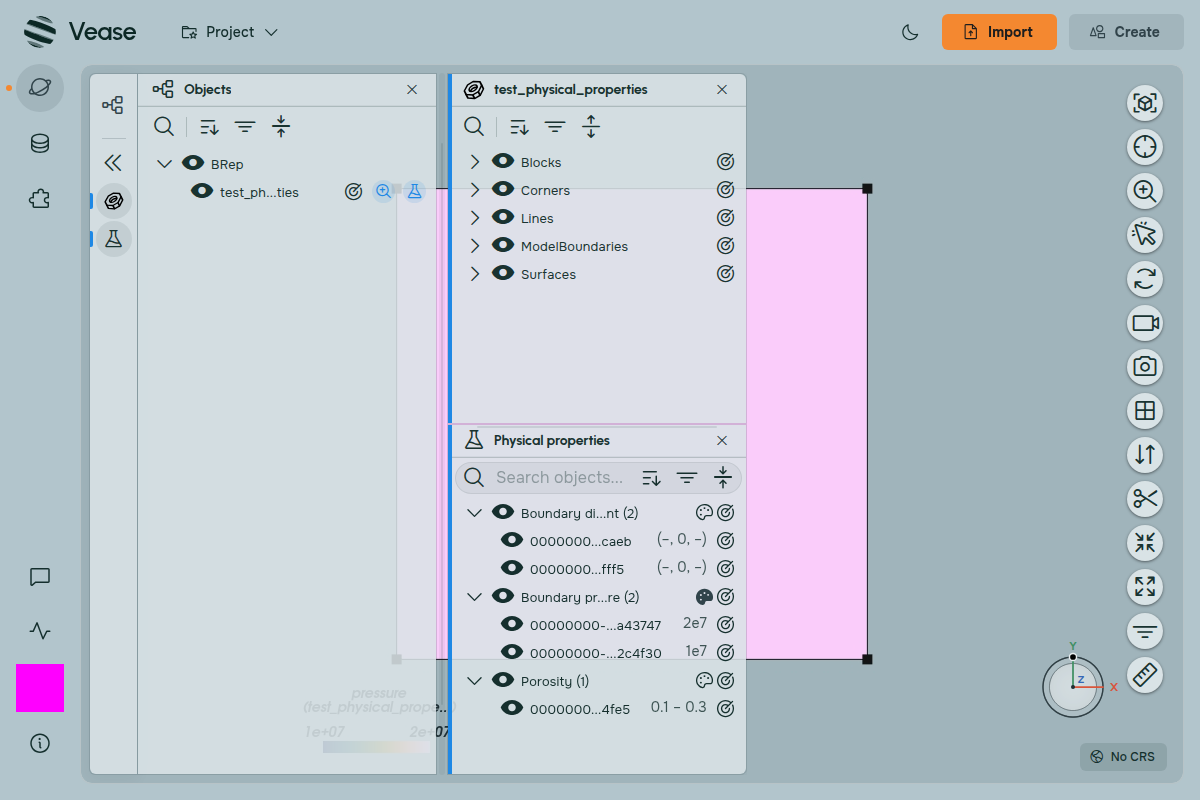 Vease
Project
Import
Create
Objects
BRep
test_ph...ties
test_physical_properties
Blocks
Corners
Lines
ModelBoundaries
Surfaces
Physical properties
Search objects...
Boundary di...nt (2)
0000000...caeb (–, 0, –)
0000000...fff5 (–, 0, –)
Boundary pr...re (2)
00000000-...a43747 2e7
00000000-...2c4f30 1e7
Porosity (1)
0000000...4fe5 0.1 – 0.3
pressure
(test_physical_prope...)
1e+07 2e+07
Y
Z
X
No CRS